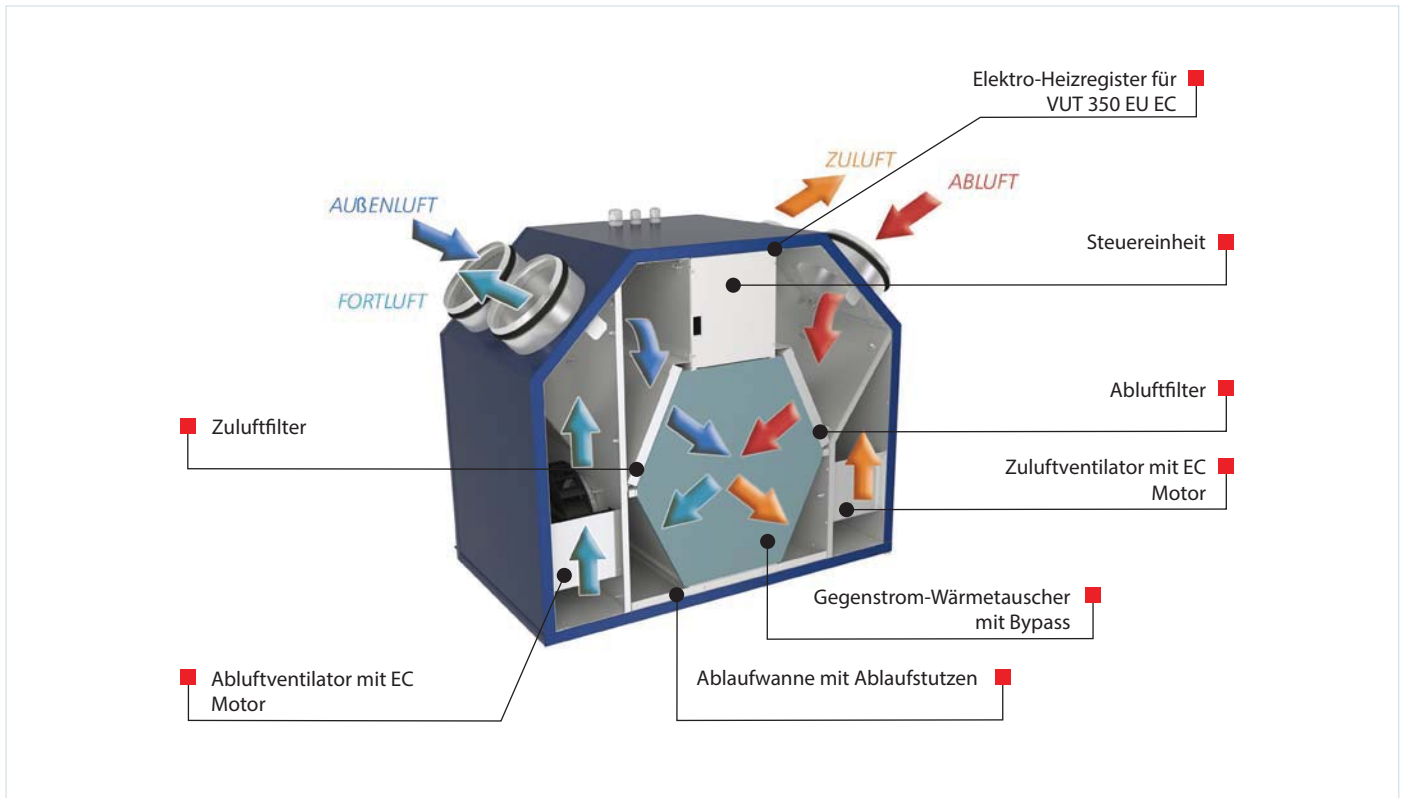 Elektro-Heizregister für
VUT 350 EU EC
ZULUFT
ABLUFT
AUßENLUFT
Steuereinheit
FORTLUFT
Abluftfilter
Zuluftfilter
Zuluftventilator mit EC
Motor
Gegenstrom-Wärmetauscher
mit Bypass
Abluftventilator mit EC
Motor
Ablaufwanne mit Ablaufstutzen